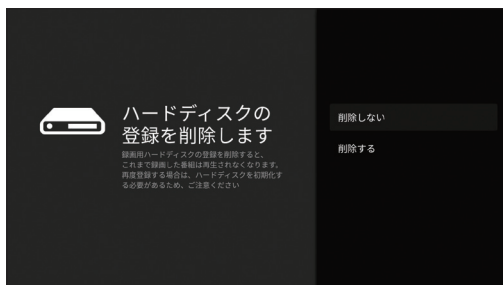 ハードディスクの
登録を削除します
録画用ハードディスクの登録を削除すると、
これまで録画した番組は再生されなくなります。
再度登録する場合は、ハードディスクを初期化す
る必要があるため、ご注意ください
削除しない
削除する